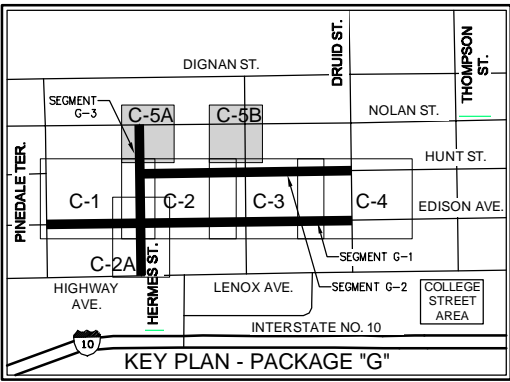 DIGNAN ST.
DRUID ST.
THOMPSON
ST.
SEGMENT
G-3
C-5A
C-5B
NOLAN ST.
PINEDALE TER.
HUNT ST.
C-1
C-2
C-3
C-4
EDISON AVE.
C-2A
SEGMENT G-1
SEGMENT G-2
HIGHWAY
AVE.
HERMES ST.
LENOX AVE.
COLLEGE
STREET
AREA
INTERSTATE NO. 10
10
KEY PLAN - PACKAGE "G"